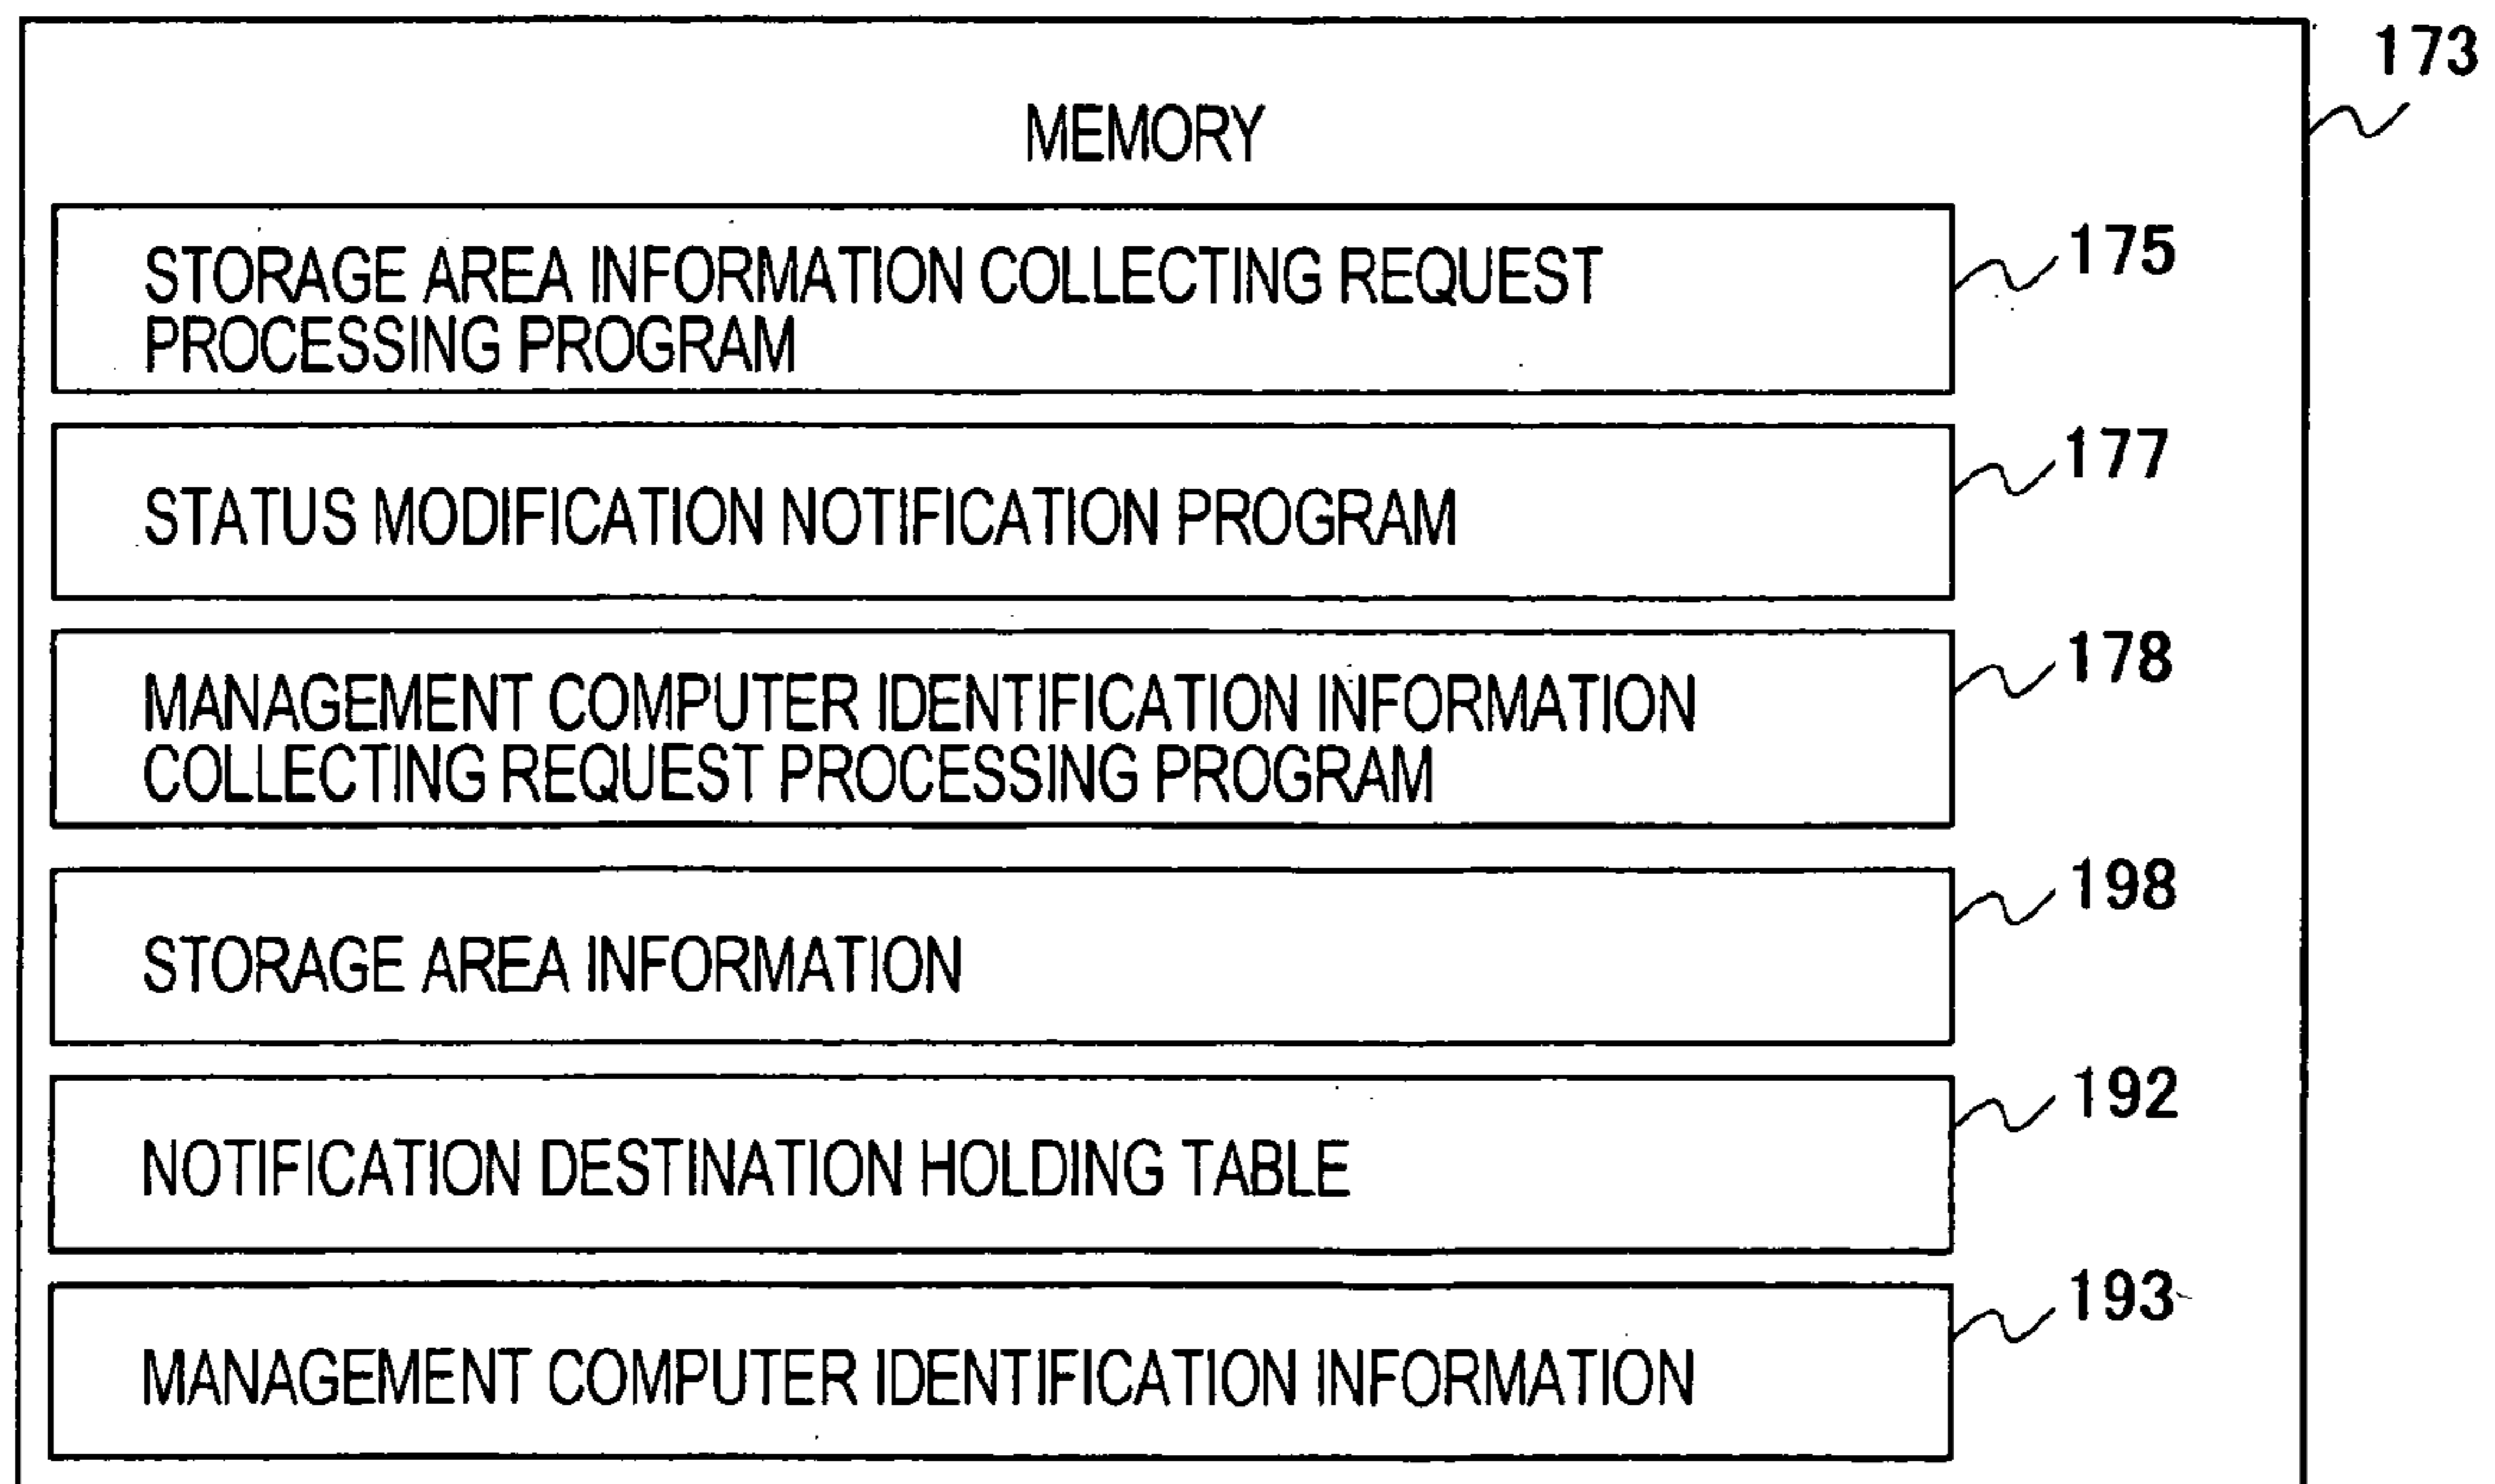 173
MEMORY
STORAGE AREA INFORMATION COLLECTING REQUEST
PROCESSING PROGRAM
175
STATUS MODIFICATION NOTIFICATION PROGRAM
177
MANAGEMENT COMPUTER IDENTIFICATION INFORMATION
COLLECTING REQUEST PROCESSING PROGRAM
178
STORAGE AREA INFORMATION
198
NOTIFICATION DESTINATION HOLDING TABLE
192
MANAGEMENT COMPUTER IDENTIFICATION INFORMATION
193